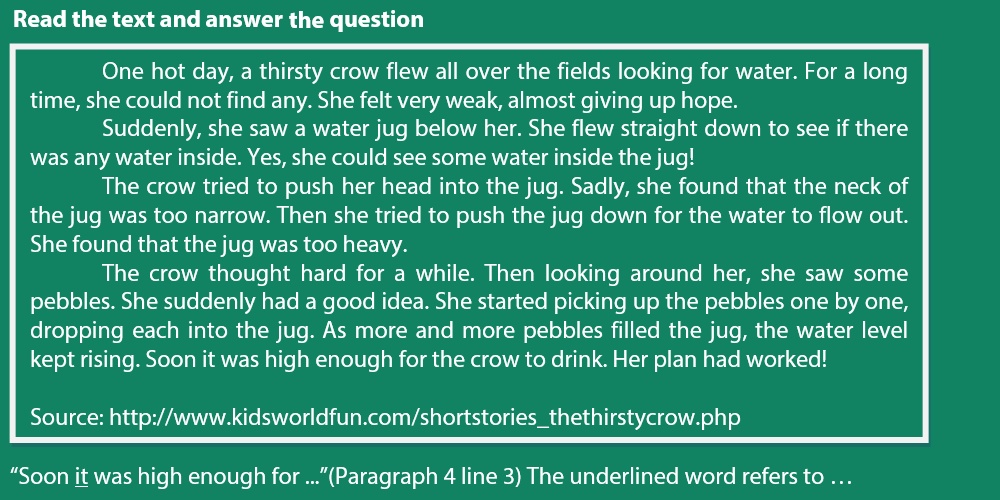 Read the text and answer the question
One hot day, a thirsty crow flew all over the fields looking for water. For a long
time, she could not find any. She felt very weak, almost giving up hope.
Suddenly, she saw a water jug below her. She flew straight down to see if there
was any water inside. Yes, she could see some water inside the jug!
The crow tried to push her head into the jug. Sadly, she found that the neck of
the jug was too narrow. Then she tried to push the jug down for the water to flow out.
She found that the jug was too heavy.
The crow thought hard for a while. Then looking around her, she saw some
pebbles. She suddenly had a good idea. She started picking up the pebbles one by one,
dropping each into the jug. As more and more pebbles filled the jug, the water level
kept rising. Soon it was high enough for the crow to drink. Her plan had worked!
Source: http://www.kidsworldfun.com/shortstories_thethirstycrow.php
“Soon it was high enough for ...”(Paragraph 4 line 3) The underlined word refers to …